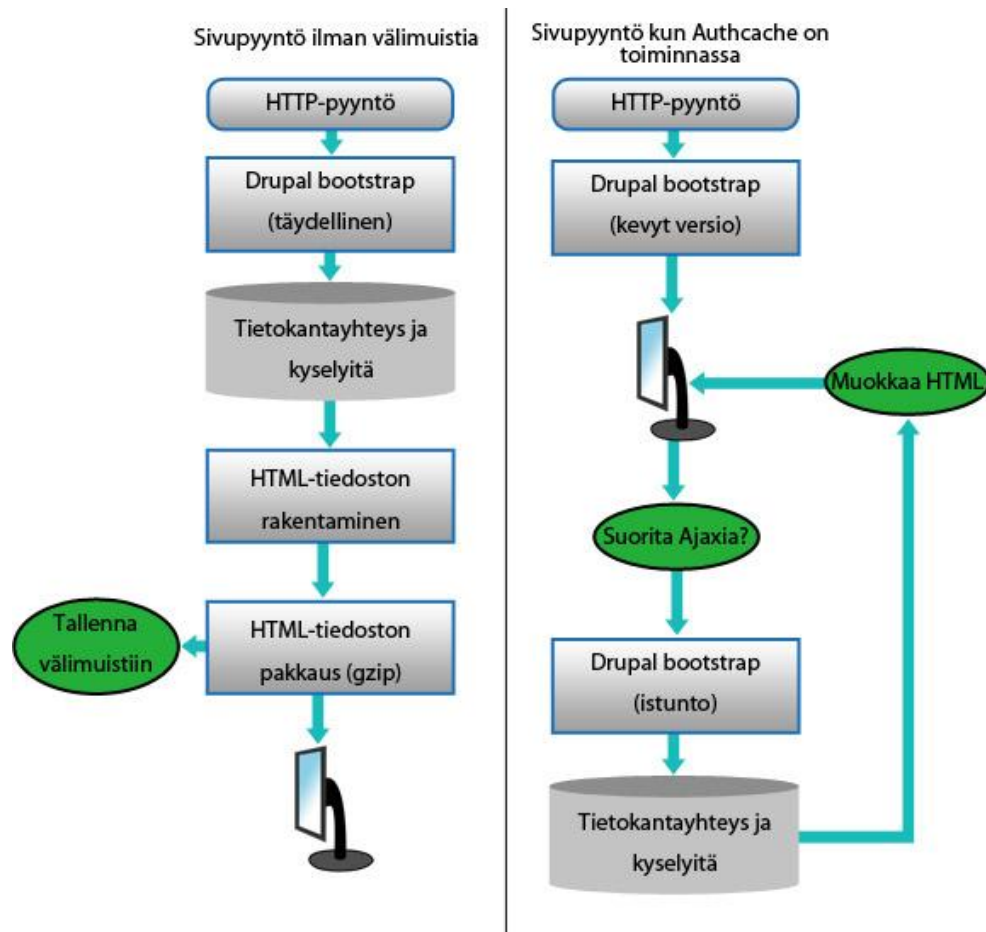 Sivupyyntö ilman välimuistia
HTTP-pyyntö
Drupal bootstrap
(täydellinen)
Tietokantayhteys ja
kyselyitä
HTML-tiedoston
rakentaminen
HTML-tiedoston
pakkaus (gzip)
Tallenna
välimuistiin
Sivupyyntö kun Authcache on
toiminnassa
HTTP-pyyntö
Drupal bootstrap
(kevyt versio)
Muokkaa HTML
Suorita Ajaxia?
Drupal bootstrap
(istunto)
Tietokantayhteys ja
kyselyitä